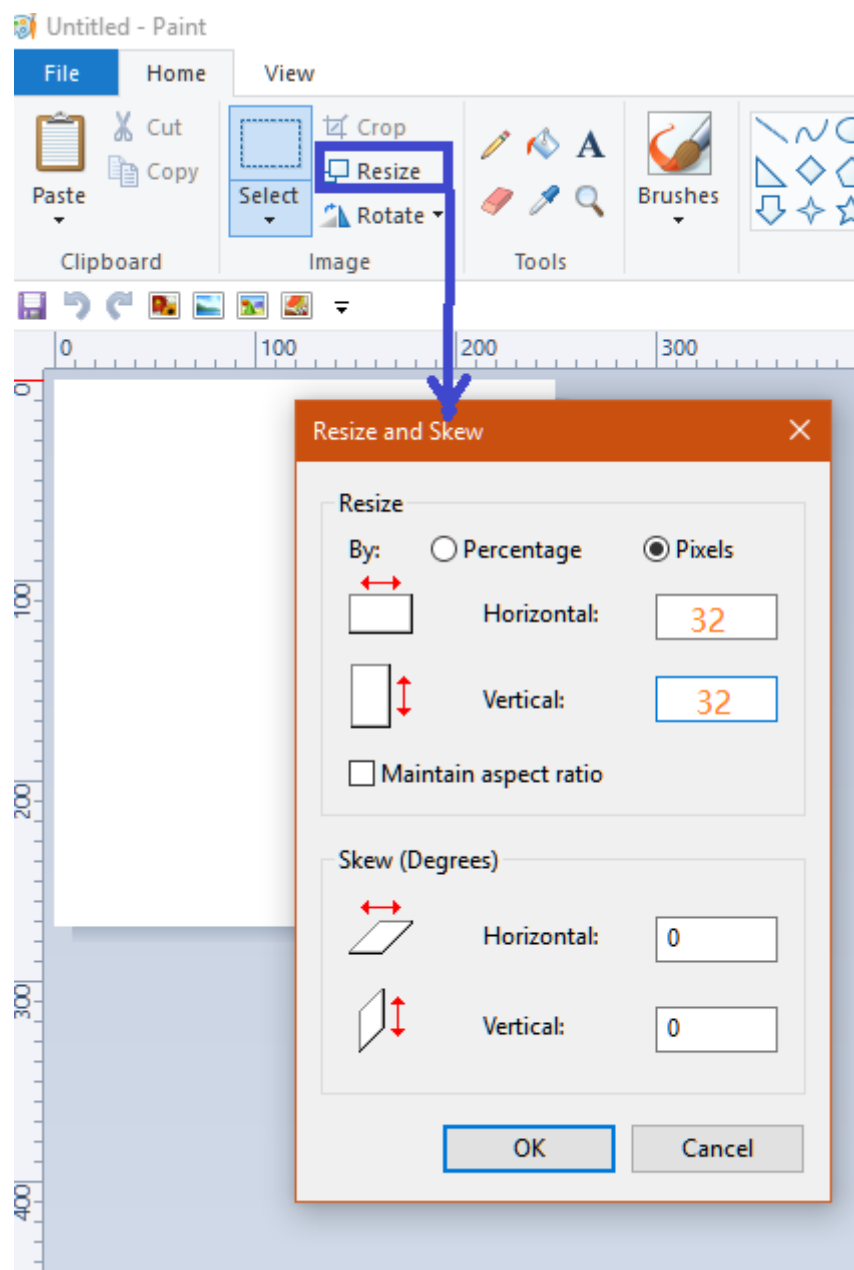 Untitled - Paint
File Home View
Cut
Copy
Paste
Clipboard
Select
Crop
Resize
Rotate
Image
A
Tools
Brushes
0 100 200 300
0
100
200
300
400
Resize and Skew
Resize
By: Percentage Pixels
Horizontal: 32
Vertical: 32
Maintain aspect ratio
Skew (Degrees)
Horizontal: 0
Vertical: 0
OK Cancel